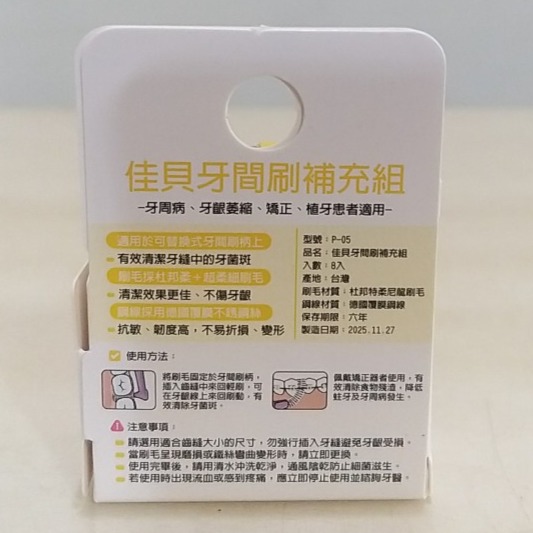 佳貝牙間刷補充組
-牙周病、牙齦萎縮、矯正、植牙患者適用-
適用於可替換式牙間刷柄上
有效清潔牙縫中的牙菌斑
刷毛採杜邦柔+超柔細刷毛
清潔效果更佳、不傷牙齦
鋼線採用德國覆膜不銹鋼絲
抗敏、韌度高,不易折損、變形
型號:P-05
品名:佳貝牙間刷補充組
入數:8入
產地:台灣
刷毛材質:杜邦特柔尼龍刷毛
鋼線材質:德國覆膜鋼線
保存期限:六年
製造日期:2025.11.27
使用方法:
將刷毛固定於牙間刷柄,
插入齒縫中來回輕刷,可
在牙齦線上來回刷動,有
效清除牙菌斑。
佩戴矯正器者使用,有
效清除食物殘渣,降低
蛀牙及牙周病發生。
注意事項:
請選用適合齒縫大小的尺寸,勿強行插入牙縫避免牙齦受損。
當刷毛呈現磨損或鐵絲彎曲變形時,請立即更換。
使用完畢後,請用清水沖洗乾淨,通風陰乾防止細菌滋生。
若使用時出現流血或感到疼痛,應立即停止使用並諮詢牙醫。